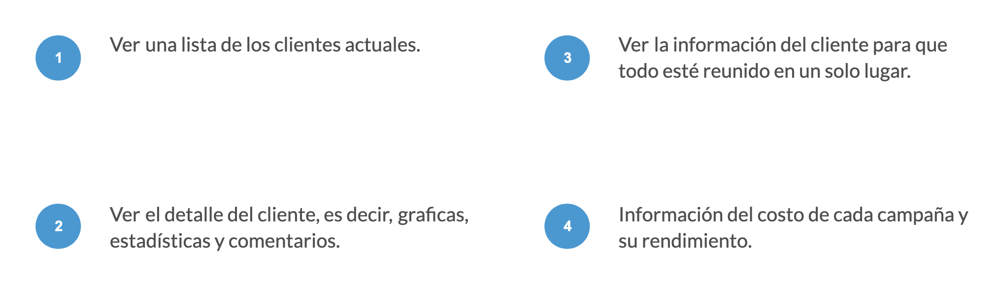 1
Ver una lista de los clientes actuales.
2
Ver el detalle del cliente, es decir, graficas,
estadísticas y comentarios.
3
Ver la información del cliente para que
todo esté reunido en un solo lugar.
4
Información del costo de cada campaña y
su rendimiento.